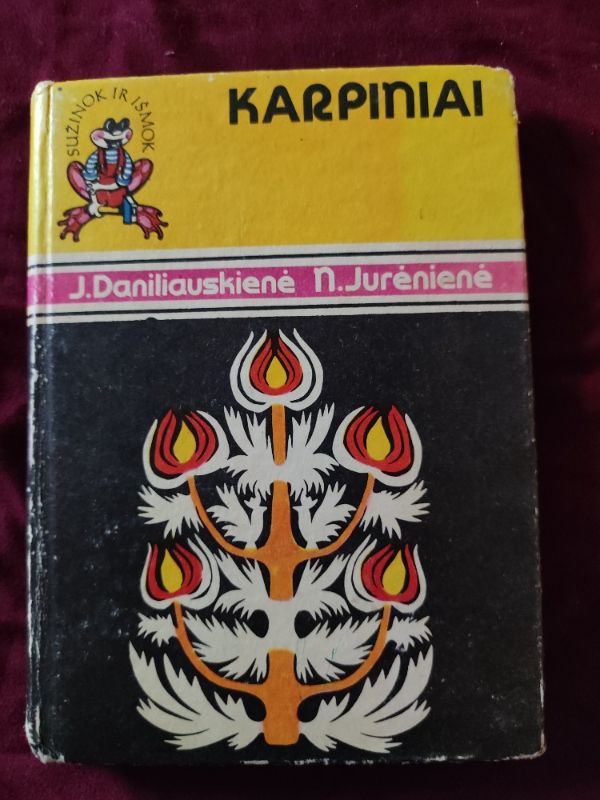 SUŽINOK IR IŠMOK
KARPINIAI
J.Daniliauskienė N.Jurėnienė